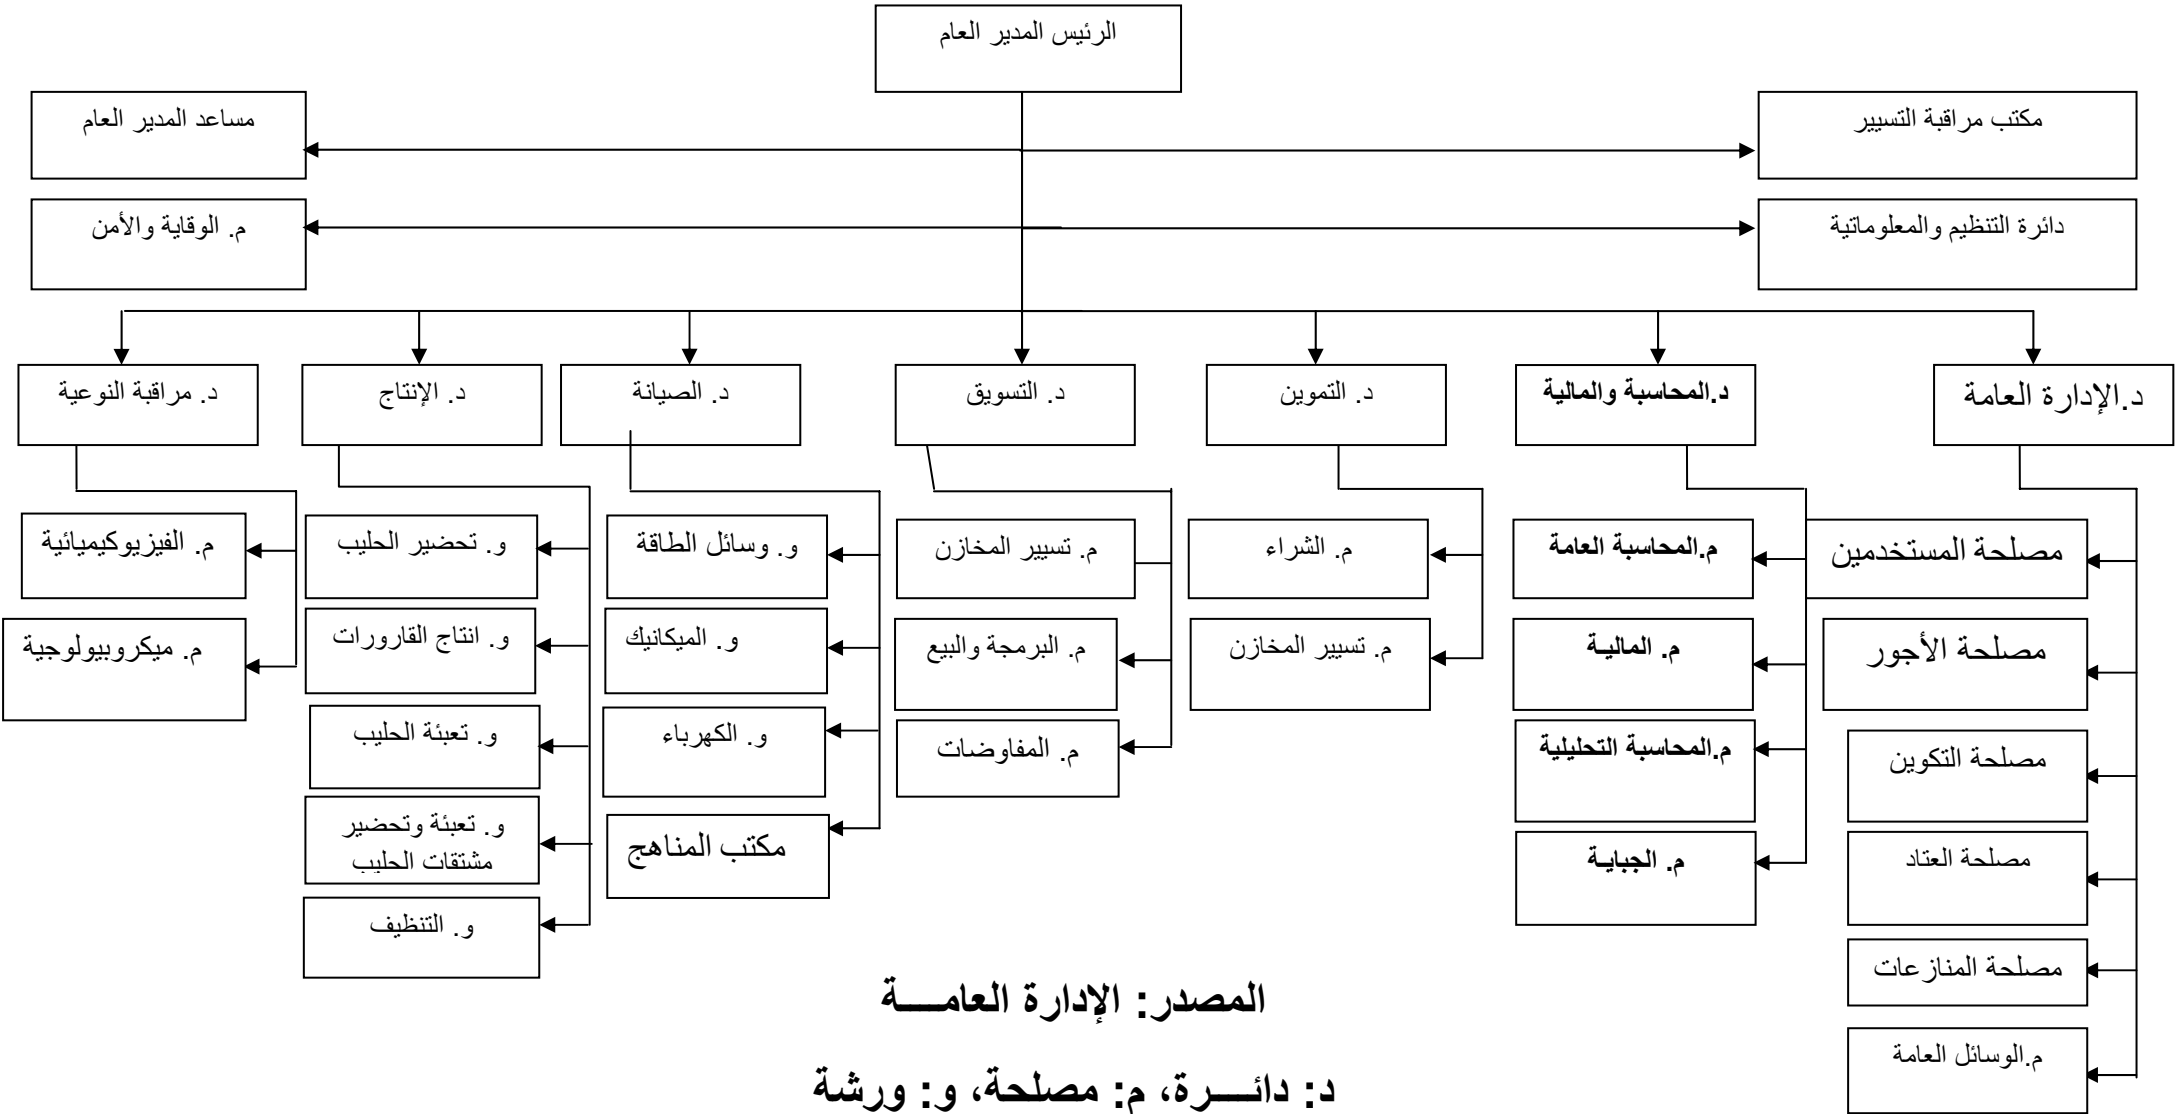 الرئيس المدير العام
مكتب مراقبة التسيير
مساعد المدير العام
دائرة التنظيم والمعلوماتية
م. الوقاية والأمن
د.الإدارة العامة
د.المحاسبة والمالية
د. التموين
د. التسويق
د. الصيانة
د. الإنتاج
د. مراقبة النوعية
مصلحة المستخدمين
مصلحة الأجور
مصلحة التكوين
مصلحة العتاد
مصلحة المنازعات
م.الوسائل العامة
م.المحاسبة العامة
م. الماليـة
م.المحاسبة التحليلية
م. الجبايـة
م. الشراء
م. تسيير المخازن
م. تسيير المخازن
م. البرمجة والبيع
م. المفاوضات
و. وسائل الطاقة
و. الميكانيك
و. الكهرباء
مكتب المناهج
و. تحضير الحليب
و. انتاج القارورات
و. تعبئة الحليب
و. تعبئة وتحضير
مشتقات الحليب
و. التنظيف
م. الفيزيوكيميائية
م. ميكروبيولوجية
المصدر: الإدارة العامـــــة
د: دائـــــرة، م: مصلحة، و: ورشة